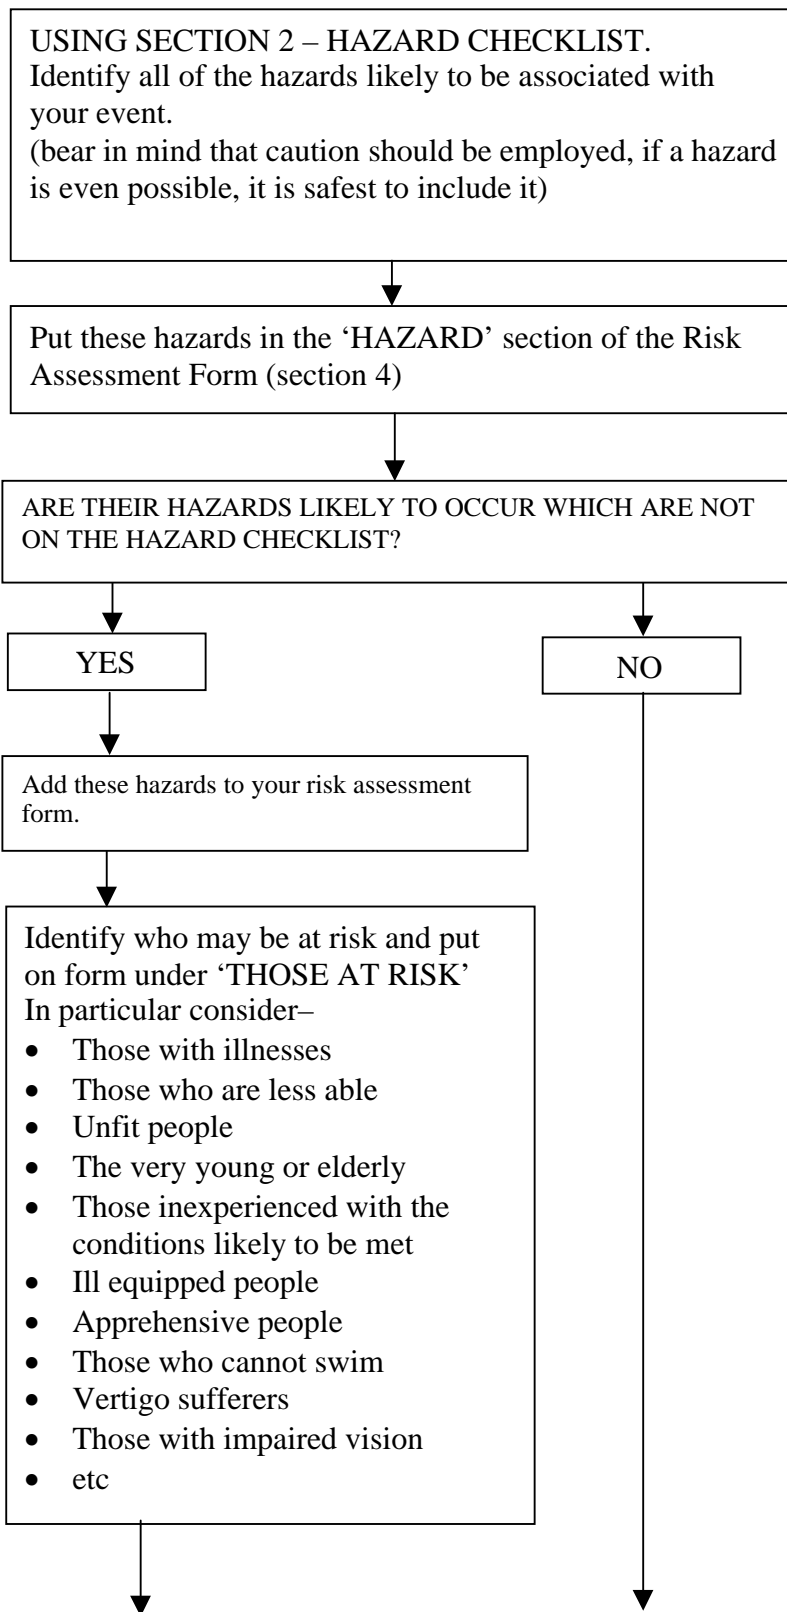 USING SECTION 2 – HAZARD CHECKLIST.
Identify all of the hazards likely to be associated with
your event.
(bear in mind that caution should be employed, if a hazard
is even possible, it is safest to include it)
Put these hazards in the ‘HAZARD’ section of the Risk
Assessment Form (section 4)
ARE THEIR HAZARDS LIKELY TO OCCUR WHICH ARE NOT
ON THE HAZARD CHECKLIST?
YES
NO
Add these hazards to your risk assessment
form.
Identify who may be at risk and put
on form under ‘THOSE AT RISK’
In particular consider–
• Those with illnesses
• Those who are less able
• Unfit people
• The very young or elderly
• Those inexperienced with the
conditions likely to be met
• Ill equipped people
• Apprehensive people
• Those who cannot swim
• Vertigo sufferers
• Those with impaired vision
• etc